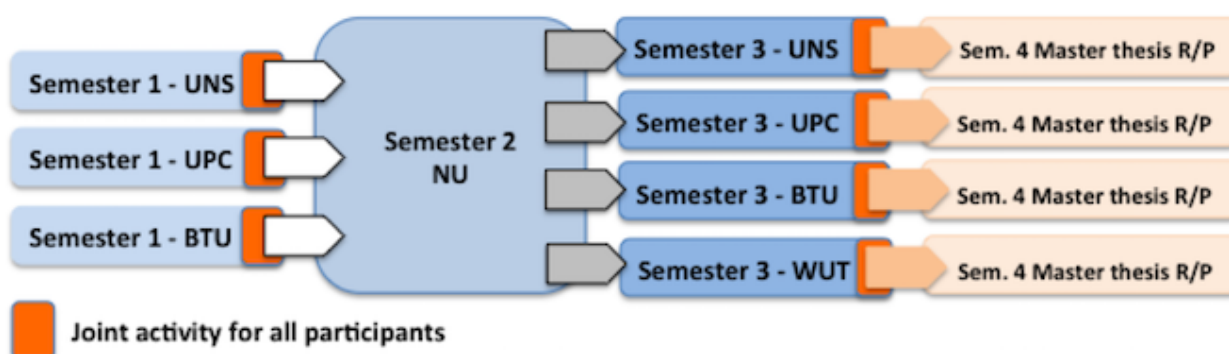 Semester 1 - UNS
Semester 1 - UPC
Semester 1 - BTU
Semester 2
NU
Semester 3 - UNS
Sem. 4 Master thesis R/P
Semester 3 - UPC
Sem. 4 Master thesis R/P
Semester 3 - BTU
Sem. 4 Master thesis R/P
Semester 3 - WUT
Sem. 4 Master thesis R/P
Joint activity for all participants